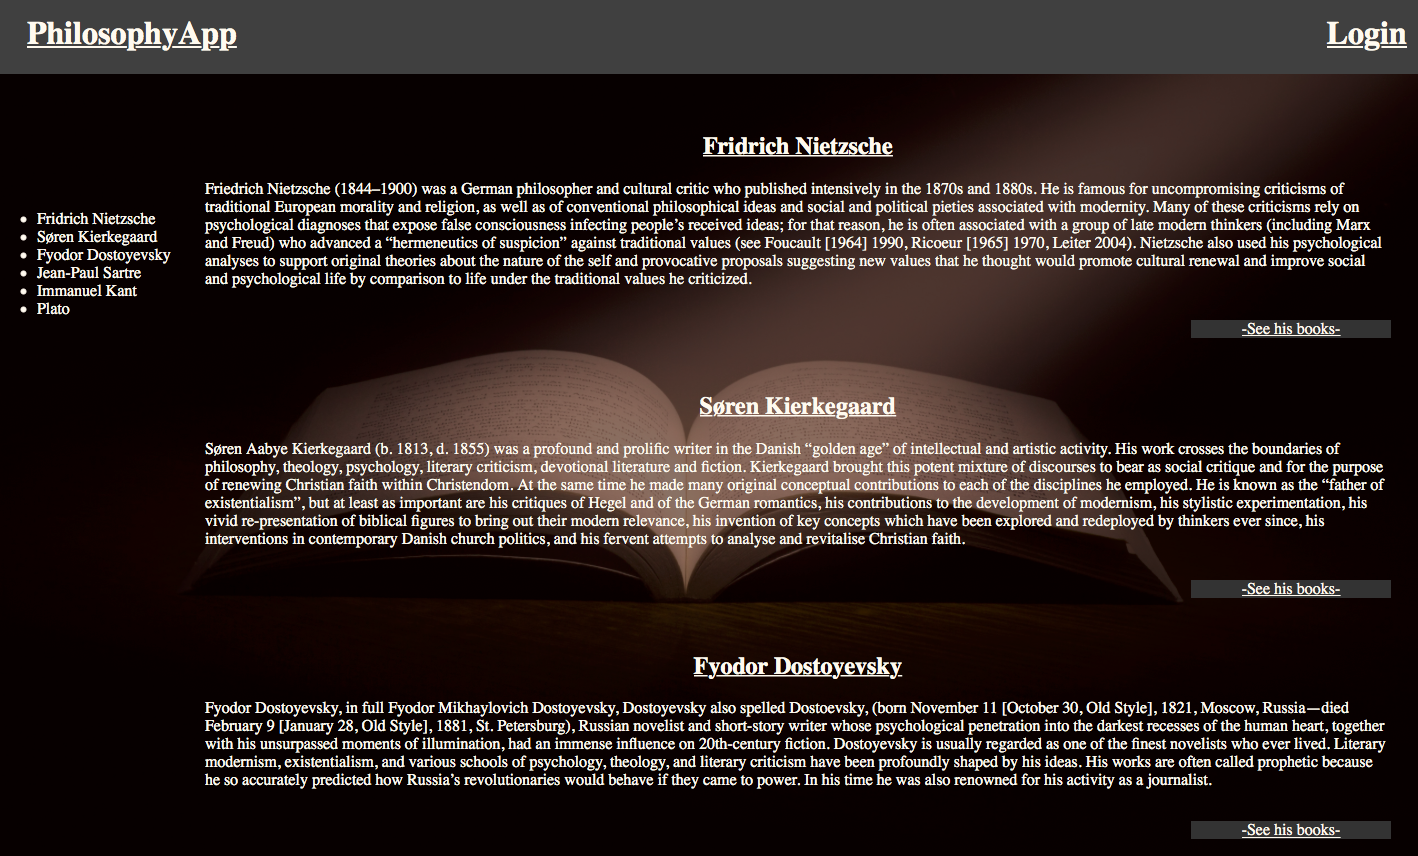 PhilosophyApp
Login
Fridrich Nietzsche
Søren Kierkegaard
Fyodor Dostoyevsky
Jean-Paul Sartre
Immanuel Kant
Plato
Fridrich Nietzsche
Friedrich Nietzsche (1844–1900) was a German philosopher and cultural critic who published intensively in the 1870s and 1880s. He is famous for uncompromising criticisms of
traditional European morality and religion, as well as of conventional philosophical ideas and social and political pieties associated with modernity. Many of these criticisms rely on
psychological diagnoses that expose false consciousness infecting people’s received ideas; for that reason, he is often associated with a group of late modern thinkers (including Marx
and Freud) who advanced a “hermeneutics of suspicion” against traditional values (see Foucault [1964] 1990, Ricoeur [1965] 1970, Leiter 2004). Nietzsche also used his psychological
analyses to support original theories about the nature of the self and provocative proposals suggesting new values that he thought would promote cultural renewal and improve social
and psychological life by comparison to life under the traditional values he criticized.
-See his books-
Søren Kierkegaard
Søren Aabye Kierkegaard (b. 1813, d. 1855) was a profound and prolific writer in the Danish “golden age” of intellectual and artistic activity. His work crosses the boundaries of
philosophy, theology, psychology, literary criticism, devotional literature and fiction. Kierkegaard brought this potent mixture of discourses to bear as social critique and for the purpose
of renewing Christian faith within Christendom. At the same time he made many original conceptual contributions to each of the disciplines he employed. He is known as the “father of
existentialism”, but at least as important are his critiques of Hegel and of the German romantics, his contributions to the development of modernism, his stylistic experimentation, his
vivid re-presentation of biblical figures to bring out their modern relevance, his invention of key concepts which have been explored and redeployed by thinkers ever since, his
interventions in contemporary Danish church politics, and his fervent attempts to analyse and revitalise Christian faith.
-See his books-
Fyodor Dostoyevsky
Fyodor Dostoyevsky, in full Fyodor Mikhaylovich Dostoyevsky, Dostoyevsky also spelled Dostoevsky, (born November 11 [October 30, Old Style], 1821, Moscow, Russia—died
February 9 [January 28, Old Style], 1881, St. Petersburg), Russian novelist and short-story writer whose psychological penetration into the darkest recesses of the human heart, together
with his unsurpassed moments of illumination, had an immense influence on 20th-century fiction. Dostoyevsky is usually regarded as one of the finest novelists who ever lived. Literary
modernism, existentialism, and various schools of psychology, theology, and literary criticism have been profoundly shaped by his ideas. His works are often called prophetic because
he so accurately predicted how Russia’s revolutionaries would behave if they came to power. In his time he was also renowned for his activity as a journalist.
-See his books-